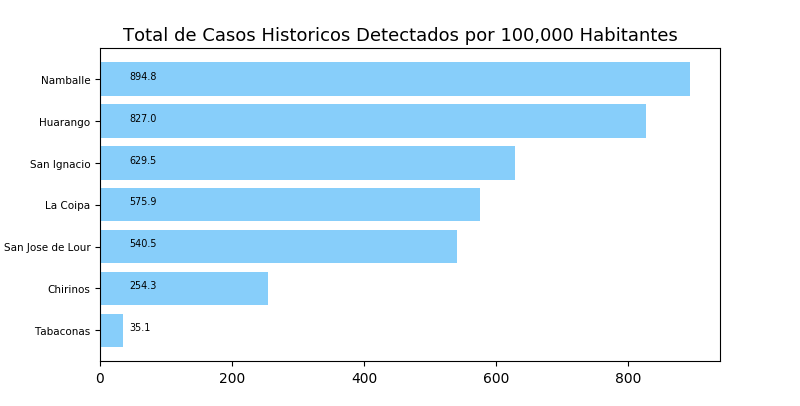 Total de Casos Historicos Detectados por 100,000 Habitantes
Namballe 894.8
Huarango 827.0
San Ignacio 629.5
La Coipa 575.9
San Jose de Lour 540.5
Chirinos 254.3
Tabaconas 35.1
0 200 400 600 800